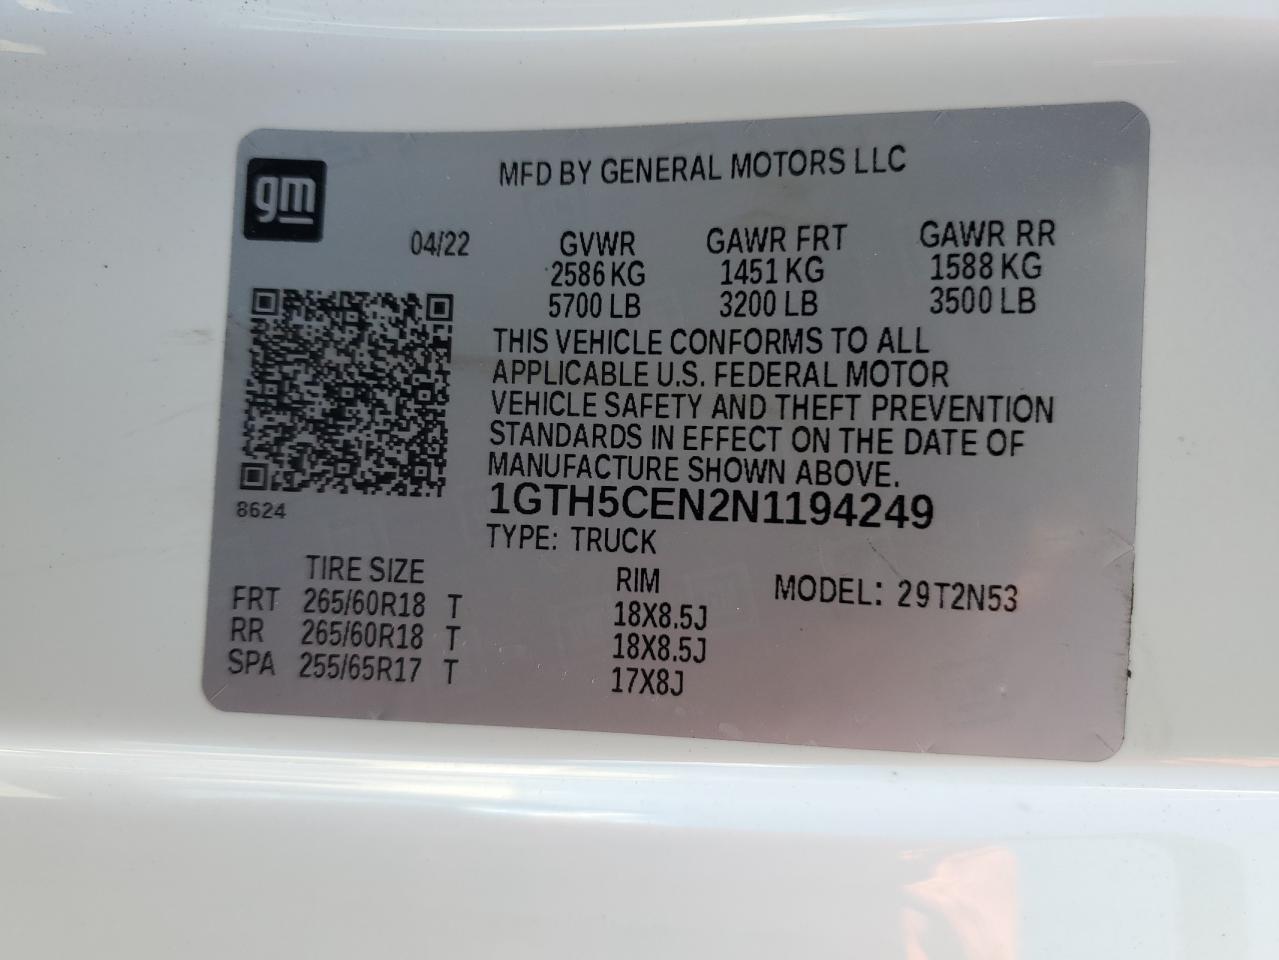 gm
MFD BY GENERAL MOTORS LLC
04/22 GVWR GAWR FRT GAWR RR
2586 KG 1451 KG 1588 KG
5700 LB 3200 LB 3500 LB
THIS VEHICLE CONFORMS TO ALL
APPLICABLE U.S. FEDERAL MOTOR
VEHICLE SAFETY AND THEFT PREVENTION
STANDARDS IN EFFECT ON THE DATE OF
MANUFACTURE SHOWN ABOVE.
8624
1GTH5CEN2N1194249
TYPE: TRUCK
TIRE SIZE RIM MODEL: 29T2N53
FRT 265/60R18 T 18X8.5J
RR 265/60R18 T 18X8.5J
SPA 255/65R17 T 17X8J